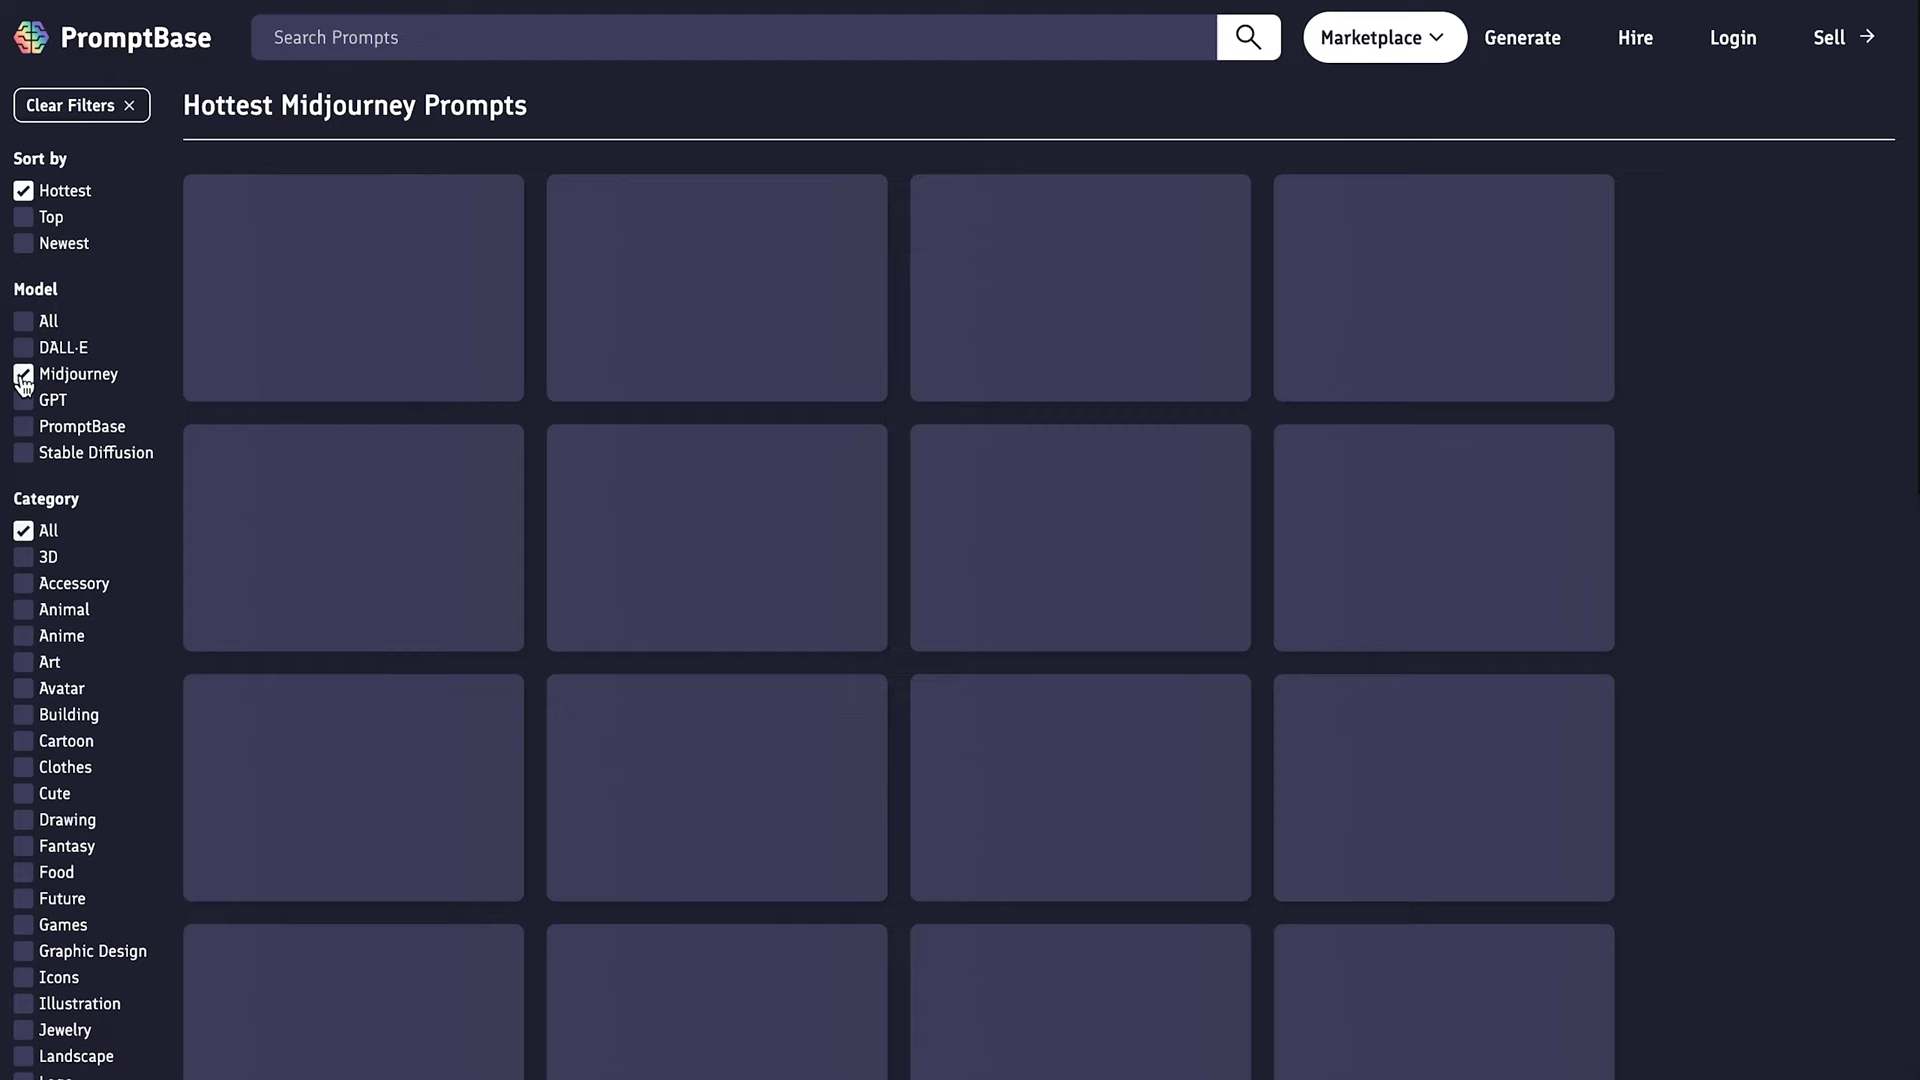 PromptBase
Search Prompts
Marketplace
Generate
Hire
Login
Sell
Clear Filters
Hottest Midjourney Prompts
Sort by
Hottest
Top
Newest
Model
All
DALL·E
Midjourney
GPT
PromptBase
Stable Diffusion
Category
All
3D
Accessory
Animal
Anime
Art
Avatar
Building
Cartoon
Clothes
Cute
Drawing
Fantasy
Food
Future
Games
Graphic Design
Icons
Illustration
Jewelry
Landscape